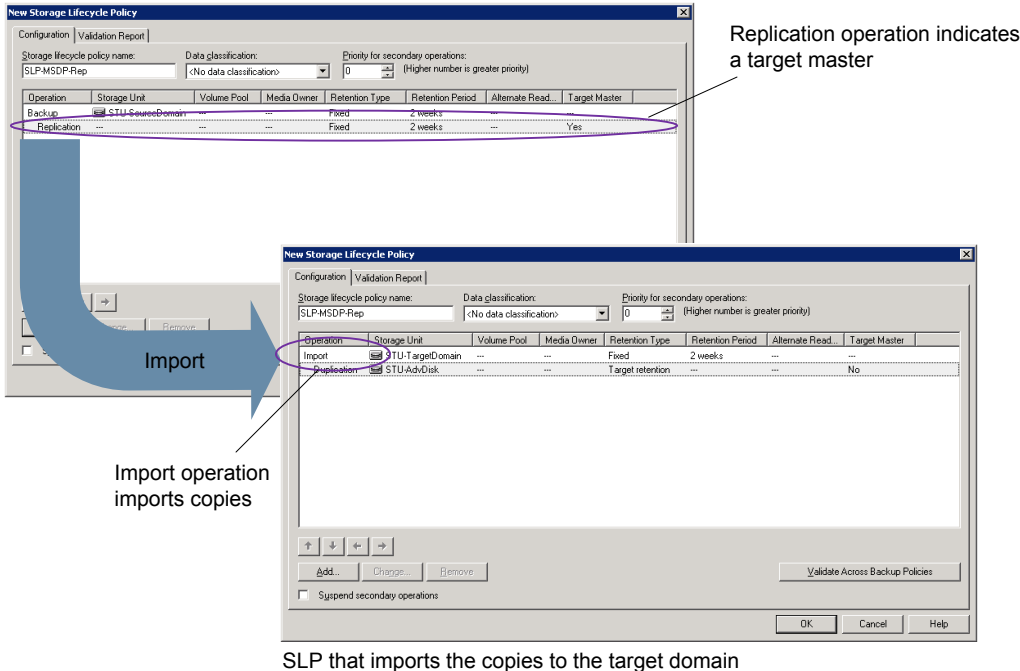 New Storage Lifecycle Policy
Configuration Validation Report
Storage lifecycle policy name: Data classification: Priority for secondary operations:
SLP-MSDP-Rep <No data classification> 0 (Higher number is greater priority)
Operation Storage Unit Volume Pool Media Owner Retention Type Retention Period Alternate Read... Target Master
Backup STU-SourceDomain --- --- Fixed 2 weeks --- ---
Replication --- --- --- Fixed 2 weeks --- Yes
Replication operation indicates
a target master
Remove
Import
New Storage Lifecycle Policy
Configuration Validation Report
Storage lifecycle policy name: Data classification: Priority for secondary operations:
SLP-MSDP-Rep <No data classification> 0 (Higher number is greater priority)
Operation Storage Unit Volume Pool Media Owner Retention Type Retention Period Alternate Read... Target Master
Import STU-TargetDomain --- --- Fixed 2 weeks --- ---
Duplication STU-AdvDisk --- --- Target retention --- --- No
Import operation
imports copies
Add... Change... Remove Validate Across Backup Policies
Suspend secondary operations
OK Cancel Help
SLP that imports the copies to the target domain